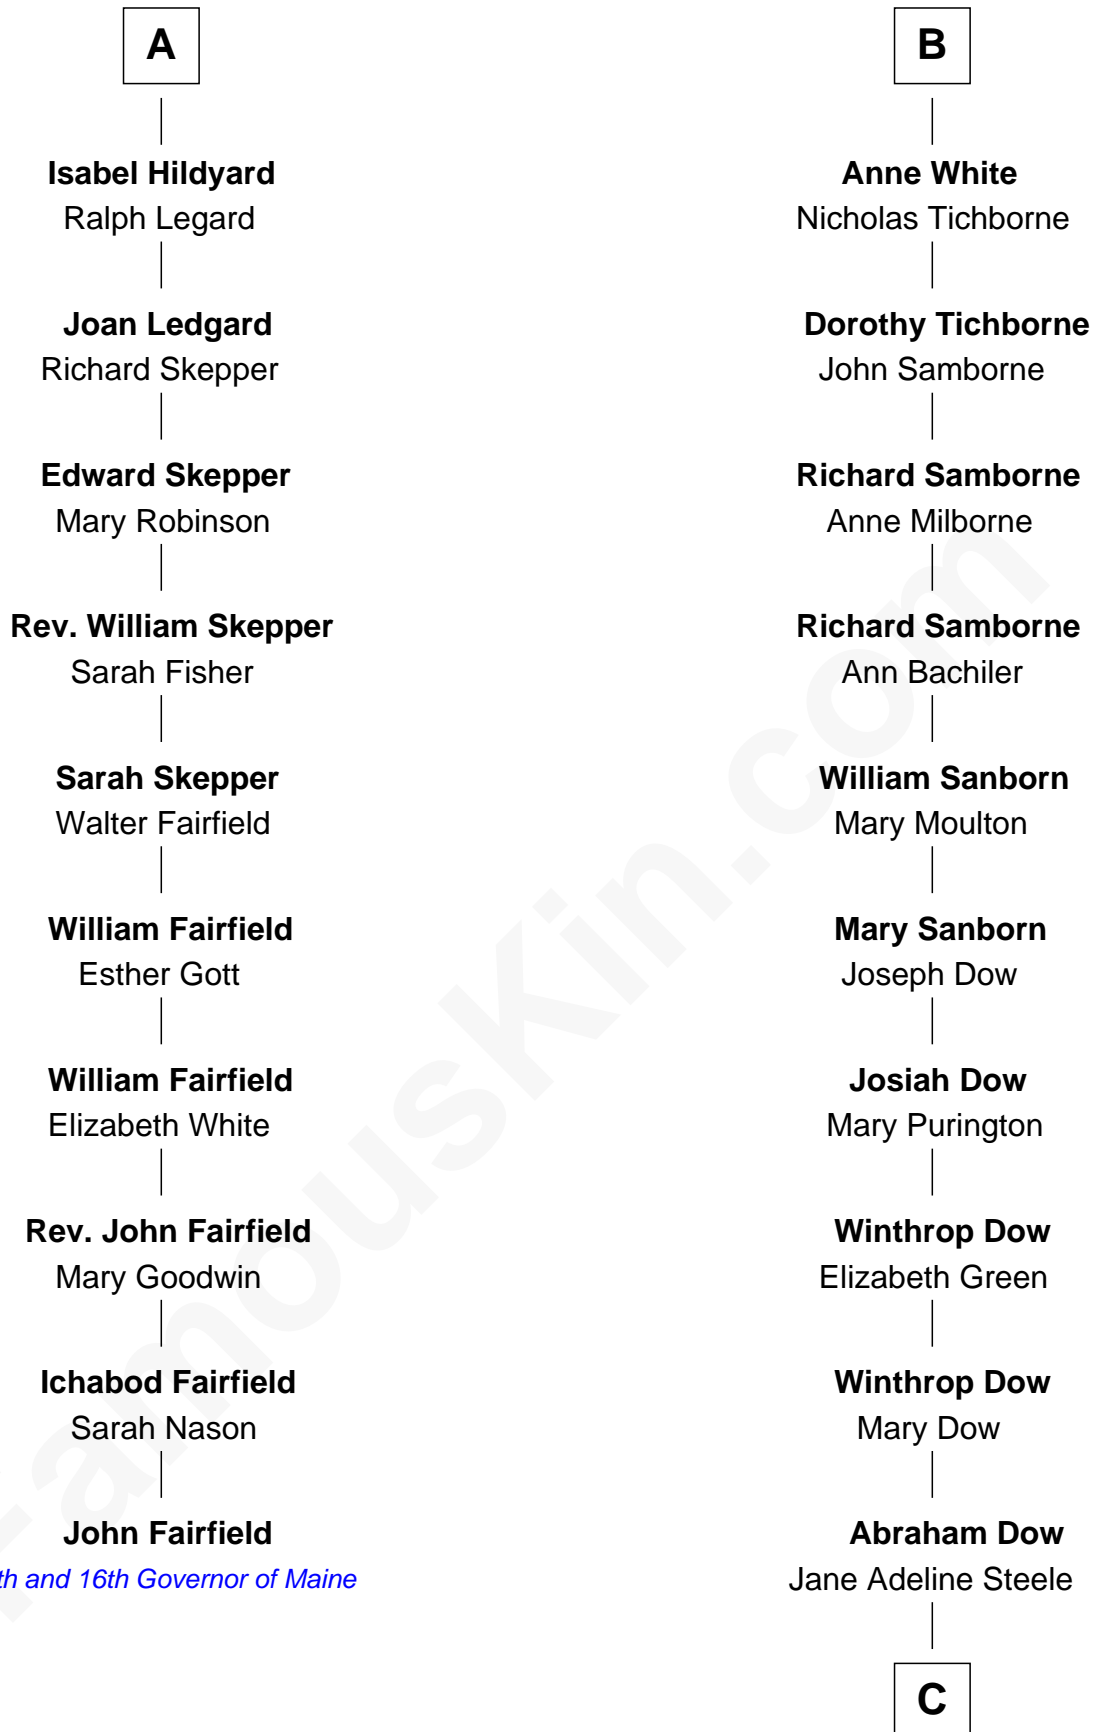 A
Isabel Hildyard
Ralph Legard
Joan Ledgard
Richard Skepper
Edward Skepper
Mary Robinson
Rev. William Skepper
Sarah Fisher
Sarah Skepper
Walter Fairfield
William Fairfield
Esther Gott
William Fairfield
Elizabeth White
Rev. John Fairfield
Mary Goodwin
Ichabod Fairfield
Sarah Nason
John Fairfield
th and 16th Governor of Maine
B
Anne White
Nicholas Tichborne
Dorothy Tichborne
John Samborne
Richard Samborne
Anne Milborne
Richard Samborne
Ann Bachiler
William Sanborn
Mary Moulton
Mary Sanborn
Joseph Dow
Josiah Dow
Mary Purington
Winthrop Dow
Elizabeth Green
Winthrop Dow
Mary Dow
Abraham Dow
Jane Adeline Steele
C
FamousKin.com